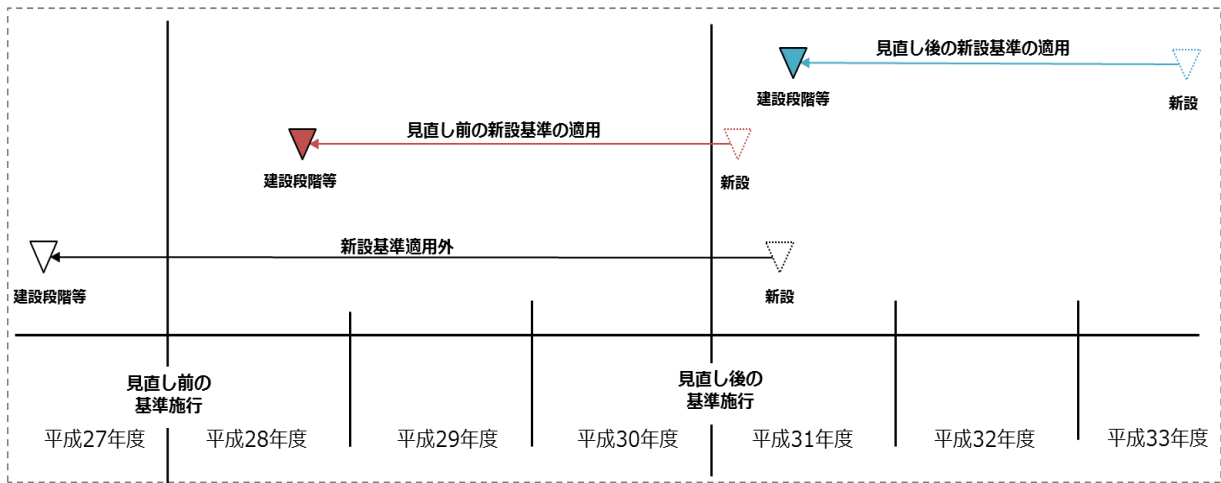 見直し後の新設基準の適用
建設段階等
新設
見直し前の新設基準の適用
建設段階等
新設
新設基準適用外
建設段階等
新設
見直し前の
基準施行
見直し後の
基準施行
平成27年度
平成28年度
平成29年度
平成30年度
平成31年度
平成32年度
平成33年度